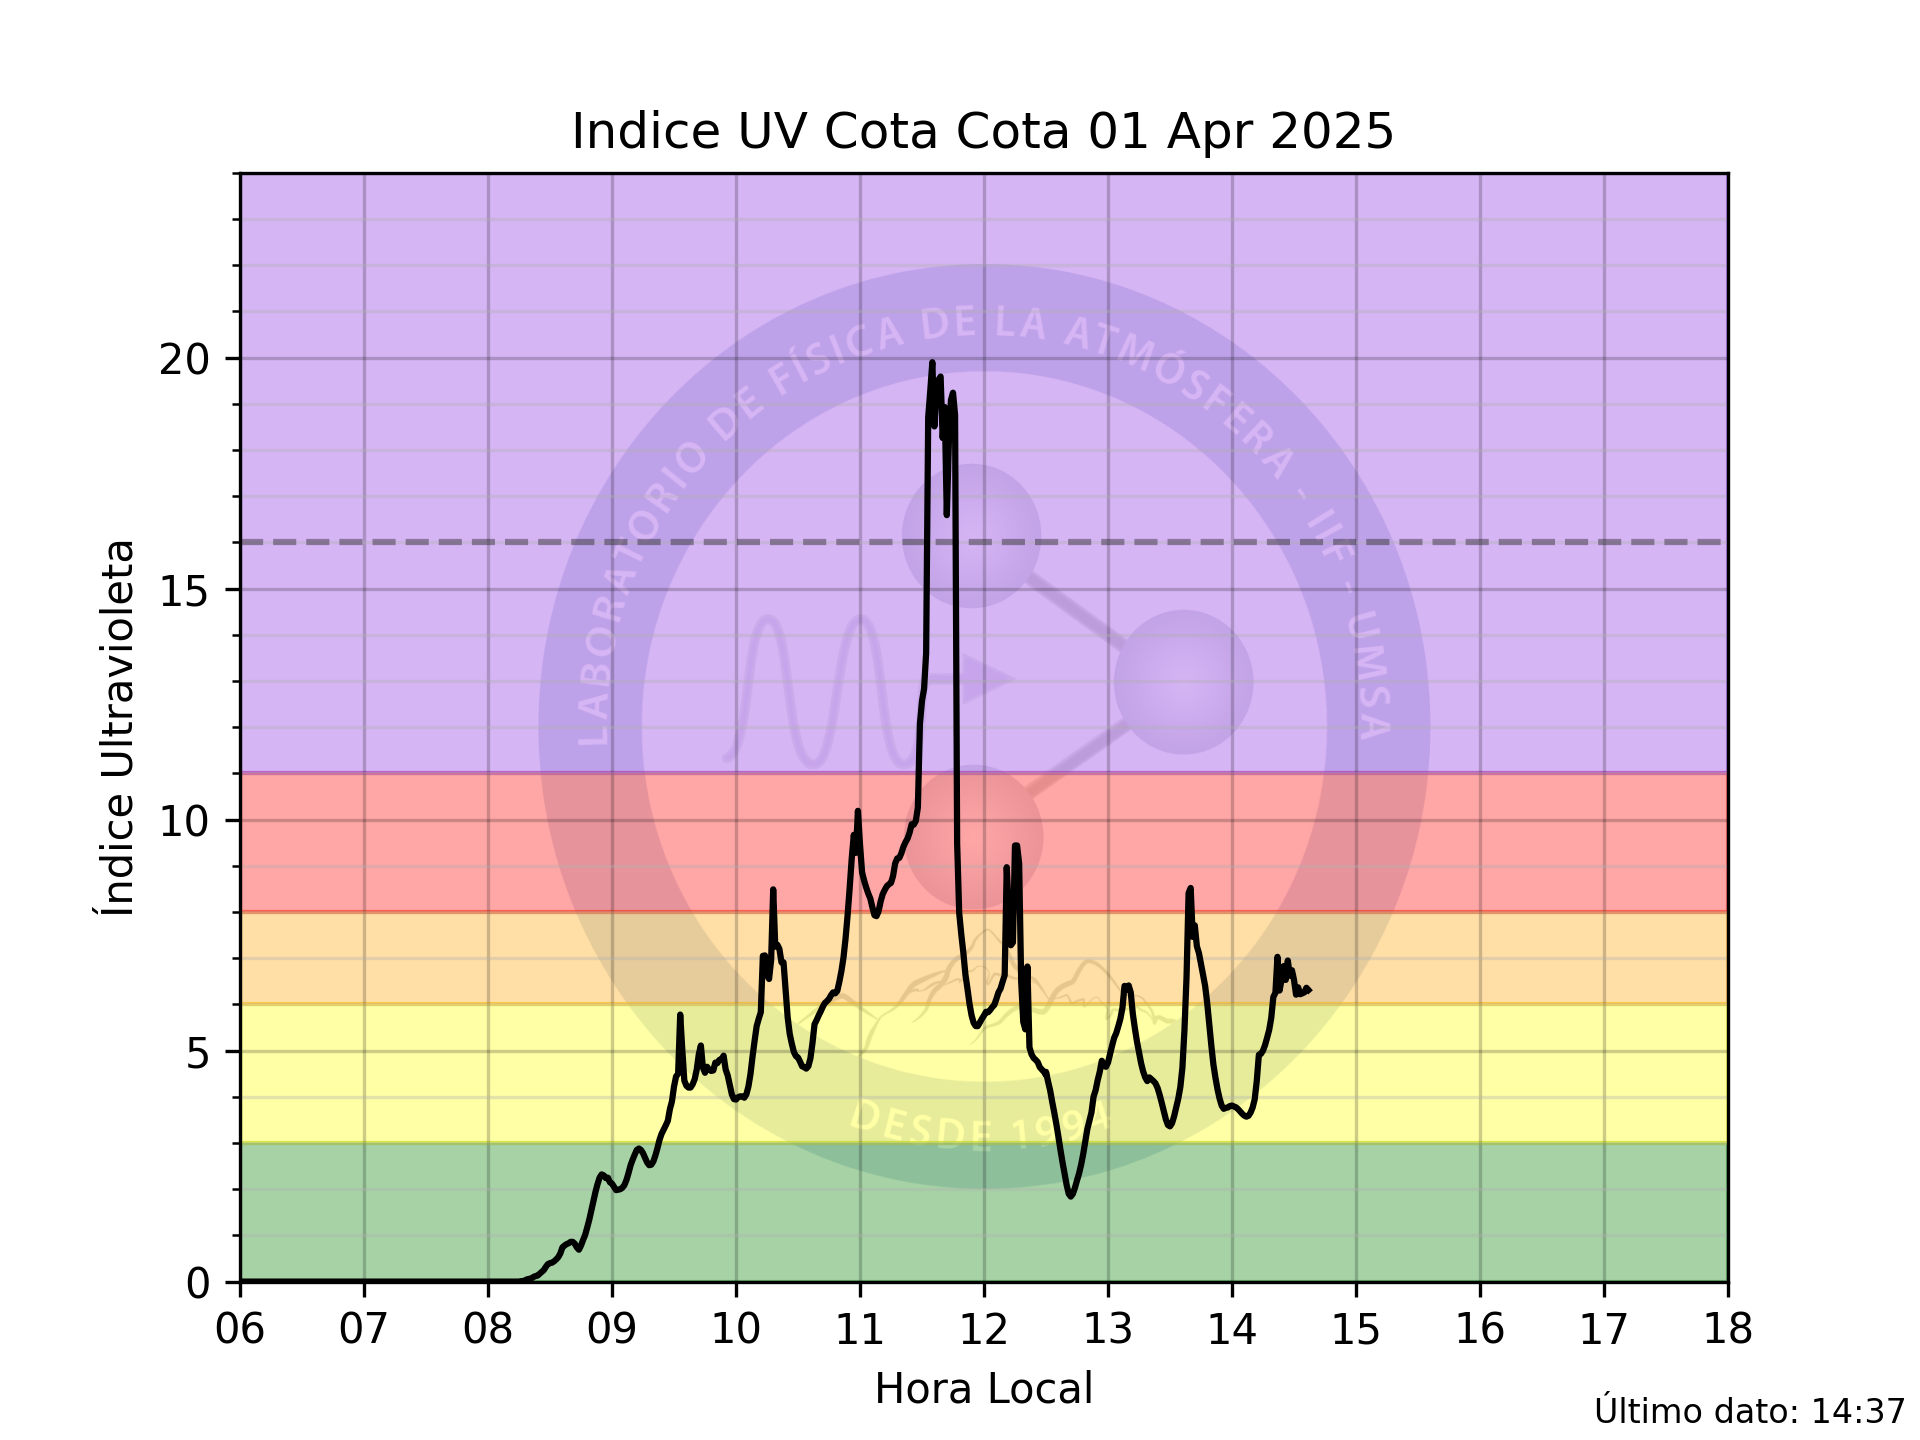 Indice UV Cota Cota 01 Apr 2025
Índice Ultravioleta
20
15
10
5
0
LABORATORIO DE FÍSICA DE LA ATMÓSFERA - IIF - UMSA
DESDE 1994
06 07 08 09 10 11 12 13 14 15 16 17 18
Hora Local
Último dato: 14:37